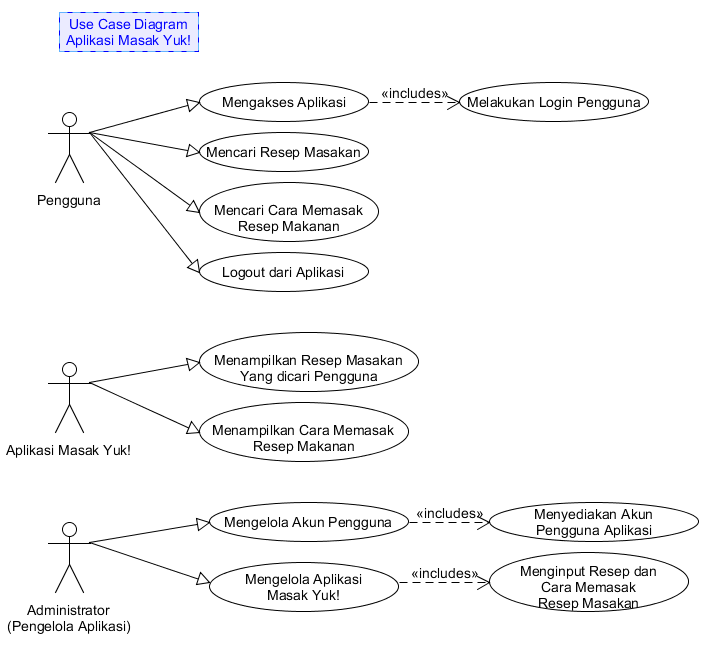 Use Case Diagram
Aplikasi Masak Yuk!
Mengakses Aplikasi
«includes»
Melakukan Login Pengguna
Mencari Resep Masakan
Pengguna
Mencari Cara Memasak
Resep Makanan
Logout dari Aplikasi
Menampilkan Resep Masakan
Yang dicari Pengguna
Menampilkan Cara Memasak
Resep Makanan
Aplikasi Masak Yuk!
Mengelola Akun Pengguna
«includes»
Menyediakan Akun
Pengguna Aplikasi
Mengelola Aplikasi
Masak Yuk!
«includes»
Menginput Resep dan
Cara Memasak
Resep Masakan
Administrator
(Pengelola Aplikasi)